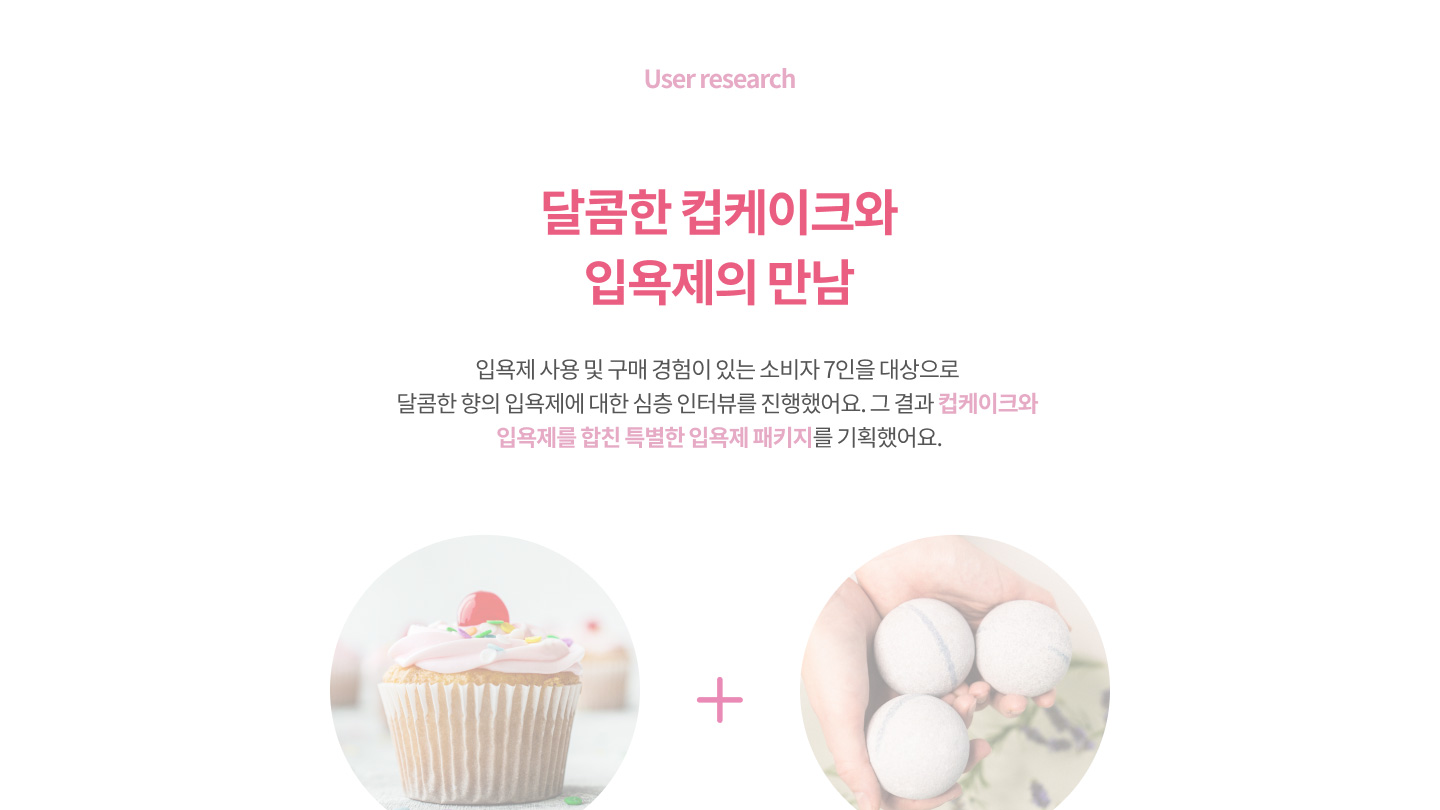 User research
달콤한 컵케이크와
입욕제의 만남
입욕제 사용 및 구매 경험이 있는 소비자 7인을 대상으로
달콤한 향의 입욕제에 대한 심층 인터뷰를 진행했어요. 그 결과 컵케이크와
입욕제를 합친 특별한 입욕제 패키지를 기획했어요.